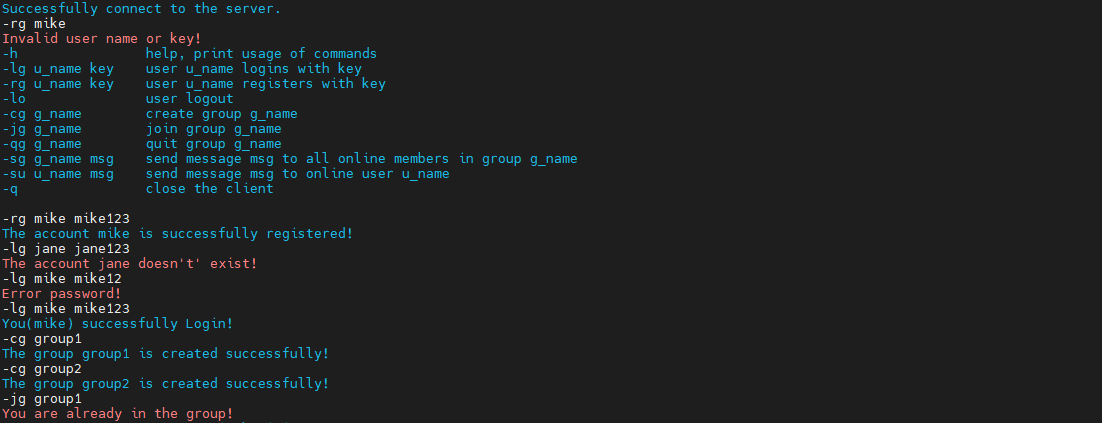 Successfully connect to the server.
-rg mike
Invalid user name or key!
-h                help, print usage of commands
-lg u_name key    user u_name logins with key
-rg u_name key    user u_name registers with key
-lo               user logout
-cg g_name        create group g_name
-jg g_name        join group g_name
-qg g_name        quit group g_name
-sg g_name msg    send message msg to all online members in group g_name
-su u_name msg    send message msg to online user u_name
-q                close the client
-rg mike mike123
The account mike is successfully registered!
-lg jane jane123
The account jane doesn't' exist!
-lg mike mike12
Error password!
-lg mike mike123
You(mike) successfully Login!
-cg group1
The group group1 is created successfully!
-cg group2
The group group2 is created successfully!
-jg group1
You are already in the group!